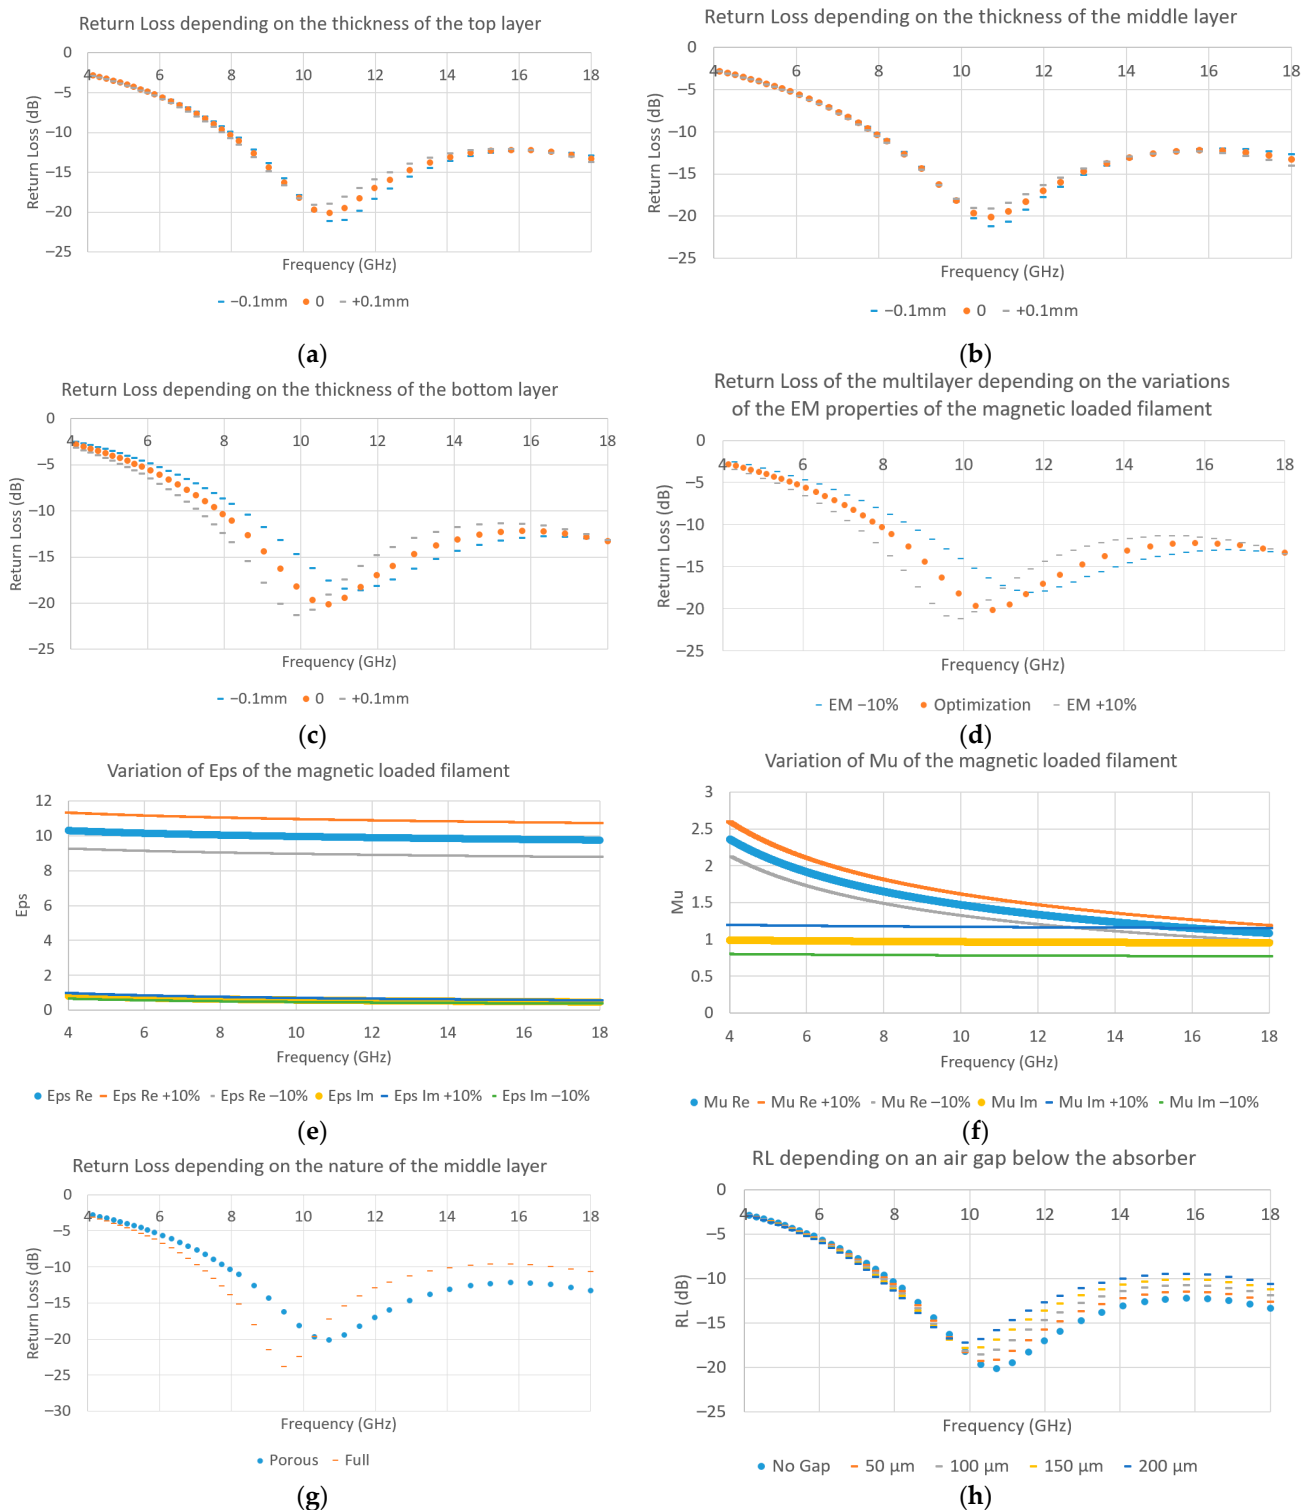 Return Loss depending on the thickness of the top layer
0
4 6 8 10 12 14 16 18
−5
−10
−15
−20
−25
Return Loss (dB)
Frequency (GHz)
−0.1mm 0 +0.1mm
(a)
Return Loss depending on the thickness of the middle layer
0
4 6 8 10 12 14 16 18
−5
−10
−15
−20
−25
Return Loss (dB)
Frequency (GHz)
−0.1mm 0 +0.1mm
(b)
Return Loss depending on the thickness of the bottom layer
0
4 6 8 10 12 14 16 18
−5
−10
−15
−20
−25
Return Loss (dB)
Frequency (GHz)
−0.1mm 0 +0.1mm
(c)
Return Loss of the multilayer depending on the variations
of the EM properties of the magnetic loaded filament
0
4 6 8 10 12 14 16 18
−5
−10
−15
−20
−25
Return Loss (dB)
Frequency (GHz)
EM −10% Optimization EM +10%
(d)
Variation of Eps of the magnetic loaded filament
12
10
8
6
4
2
0
Eps
4 6 8 10 12 14 16 18
Frequency (GHz)
Eps Re Eps Re +10% Eps Re −10% Eps Im Eps Im +10% Eps Im −10%
(e)
Variation of Mu of the magnetic loaded filament
3
2.5
2
1.5
1
0.5
0
Mu
4 6 8 10 12 14 16 18
Frequency (GHz)
Mu Re Mu Re +10% Mu Re −10% Mu Im Mu Im +10% Mu Im −10%
(f)
Return Loss depending on the nature of the middle layer
0
4 6 8 10 12 14 16 18
−5
−10
−15
−20
−25
−30
Return Loss (dB)
Frequency (GHz)
Porous Full
(g)
RL depending on an air gap below the absorber
0
4 6 8 10 12 14 16 18
−5
−10
−15
−20
−25
RL (dB)
Frequency (GHz)
No Gap 50 μm 100 μm 150 μm 200 μm
(h)